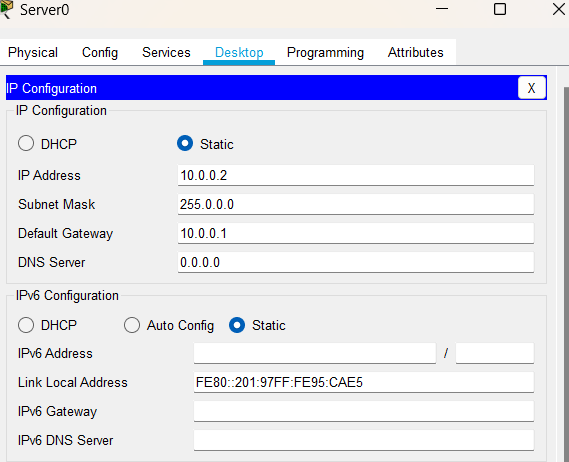 Server0
Physical Config Services Desktop Programming Attributes
IP Configuration X
IP Configuration
DHCP Static
IP Address 10.0.0.2
Subnet Mask 255.0.0.0
Default Gateway 10.0.0.1
DNS Server 0.0.0.0
IPv6 Configuration
DHCP Auto Config Static
IPv6 Address /
Link Local Address FE80::201:97FF:FE95:CAE5
IPv6 Gateway
IPv6 DNS Server